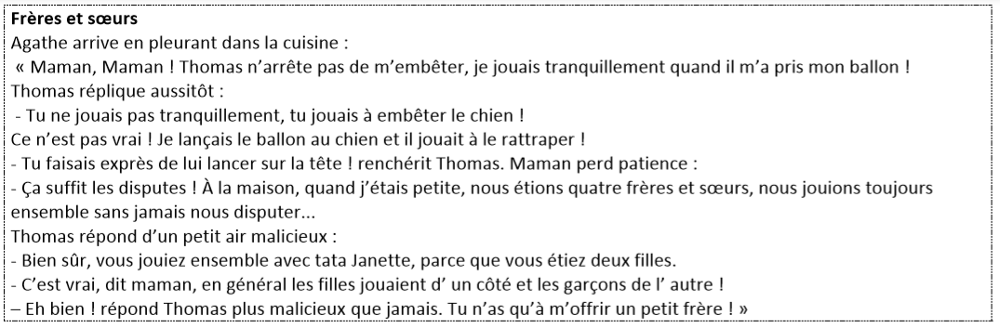 Frères et sœurs
Agathe arrive en pleurant dans la cuisine :
« Maman, Maman ! Thomas n’arrête pas de m’embêter, je jouais tranquillement quand il m’a pris mon ballon !
Thomas réplique aussitôt :
- Tu ne jouais pas tranquillement, tu jouais à embêter le chien !
Ce n’est pas vrai ! Je lançais le ballon au chien et il jouait à le rattraper !
- Tu faisais exprès de lui lancer sur la tête ! renchérit Thomas. Maman perd patience :
- Ça suffit les disputes ! À la maison, quand j’étais petite, nous étions quatre frères et sœurs, nous jouions toujours
ensemble sans jamais nous disputer...
Thomas répond d’un petit air malicieux :
- Bien sûr, vous jouiez ensemble avec tata Janette, parce que vous étiez deux filles.
- C’est vrai, dit maman, en général les filles jouaient d’ un côté et les garçons de l’ autre !
– Eh bien ! répond Thomas plus malicieux que jamais. Tu n’as qu’à m’offrir un petit frère ! »